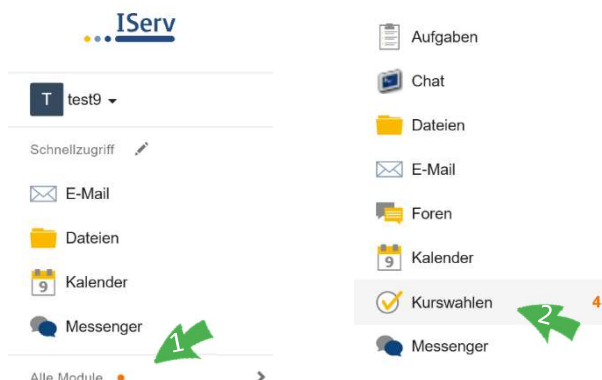 IServ
T test9
Schnellzugriff
E-Mail
Dateien
9 Kalender
Messenger
1
Alle Module
Aufgaben
Chat
Dateien
E-Mail
Foren
9 Kalender
Kurswahlen 4
2
Messenger